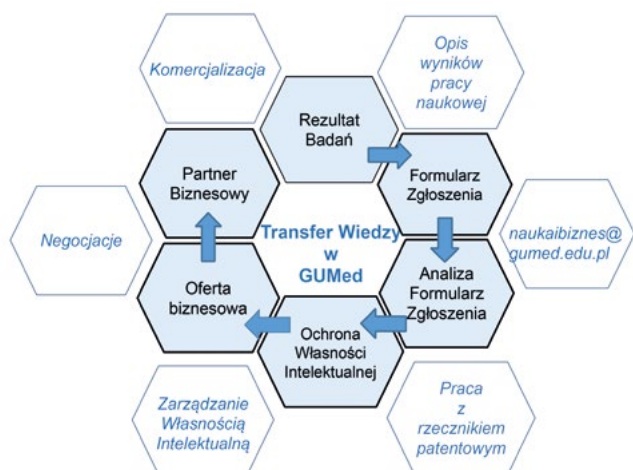 Komercjalizacja
Opis
wyników
pracy
naukowej
Rezultat
Badań
Partner
Biznesowy
Formularz
Zgłoszenia
Negocjacje
Transfer Wiedzy
w
GUMed
naukaibiznes@
gumed.edu.pl
Oferta
biznesowa
Analiza
Formularz
Zgłoszenia
Ochrona
Własności
Intelektualnej
Zarządzanie
Własnością
Intelektualną
Praca
z
rzecznikiem
patentowym